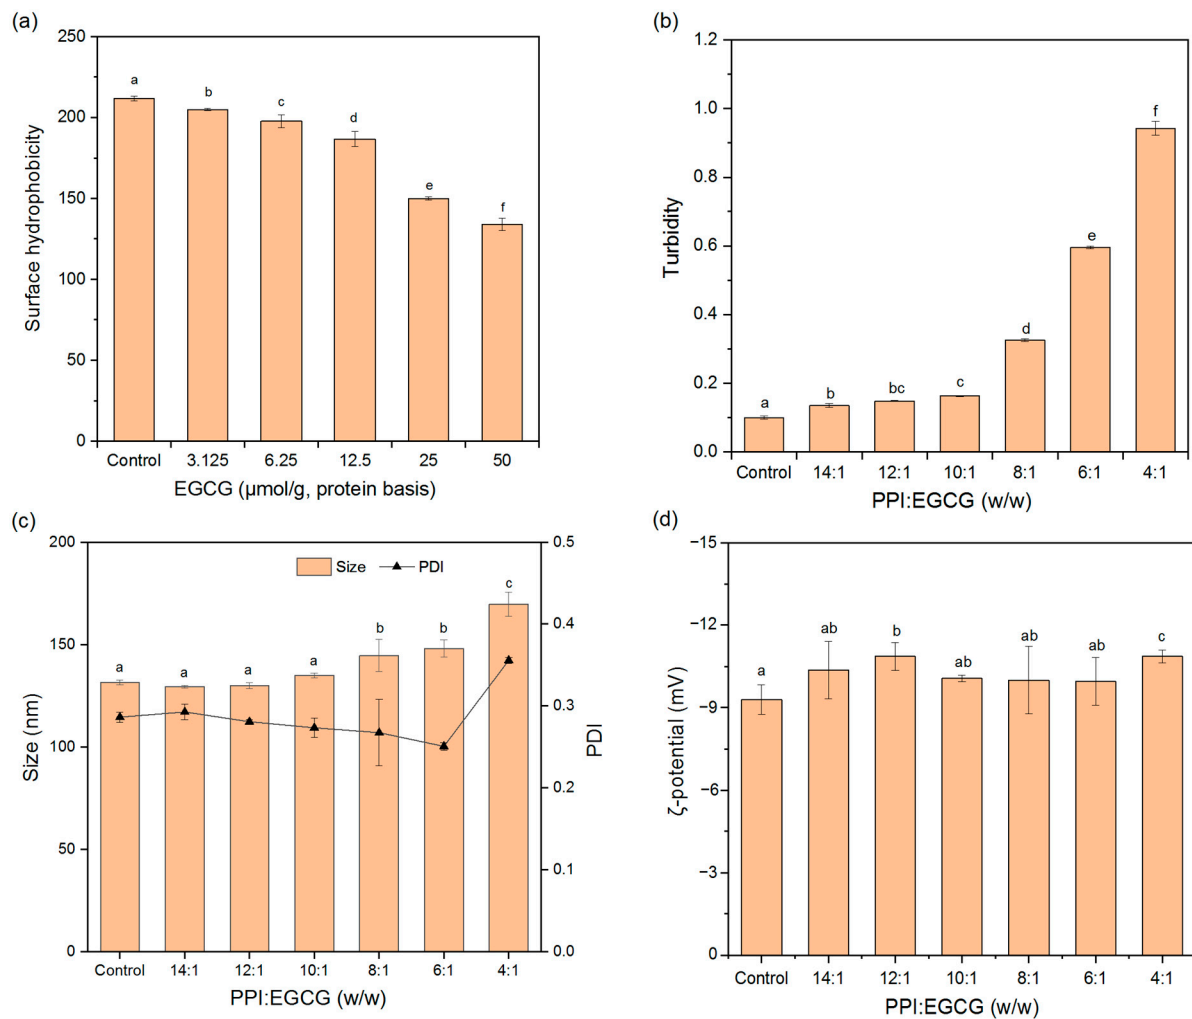 (a)
250
200
150
100
50
0
Surface hydrophobicity
a
b
c
d
e
f
Control 3.125 6.25 12.5 25 50
EGCG (μmol/g, protein basis)
(b)
1.2
1.0
0.8
0.6
0.4
0.2
0.0
Turbidity
a
b
bc
c
d
e
f
Control 14:1 12:1 10:1 8:1 6:1 4:1
PPI:EGCG (w/w)
(c)
200
150
100
50
0
Size (nm)
Size PDI
a
a
a
a
b
b
c
0.5
0.4
0.3
0.2
0.1
0.0
PDI
Control 14:1 12:1 10:1 8:1 6:1 4:1
PPI:EGCG (w/w)
(d)
−15
−12
−9
−6
−3
0
ζ-potential (mV)
a
ab
b
ab
ab
ab
c
Control 14:1 12:1 10:1 8:1 6:1 4:1
PPI:EGCG (w/w)